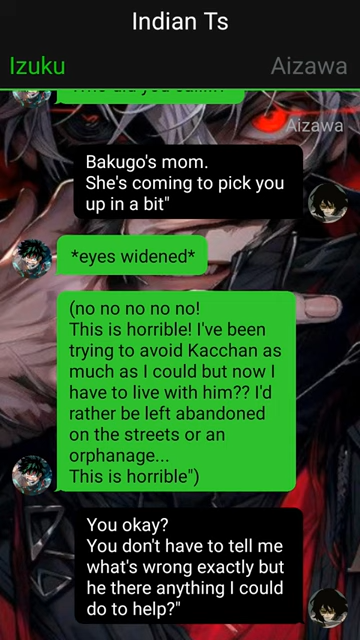 Indian Ts
Izuku
Aizawa
Aizawa
Bakugo's mom.
She's coming to pick you
up in a bit"
*eyes widened*
(no no no no no!
This is horrible! I've been
trying to avoid Kacchan as
much as I could but now I
have to live with him?? I'd
rather be left abandoned
on the streets or an
orphanage...
This is horrible")
You okay?
You don't have to tell me
what's wrong exactly but
he there anything I could
do to help?"